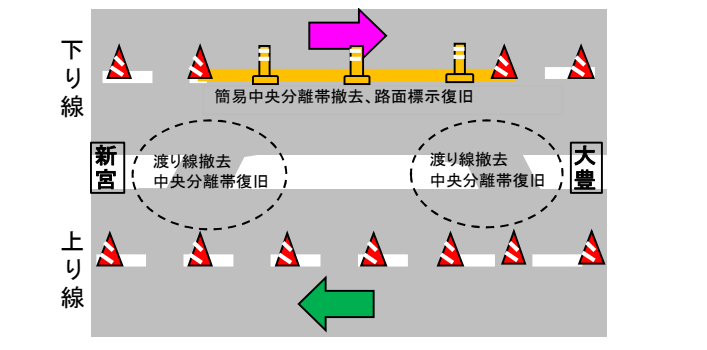 下り線
簡易中央分離帯撤去、路面標示復旧
新宮
渡り線撤去
中央分離帯復旧
渡り線撤去
中央分離帯復旧
大豊
上り線